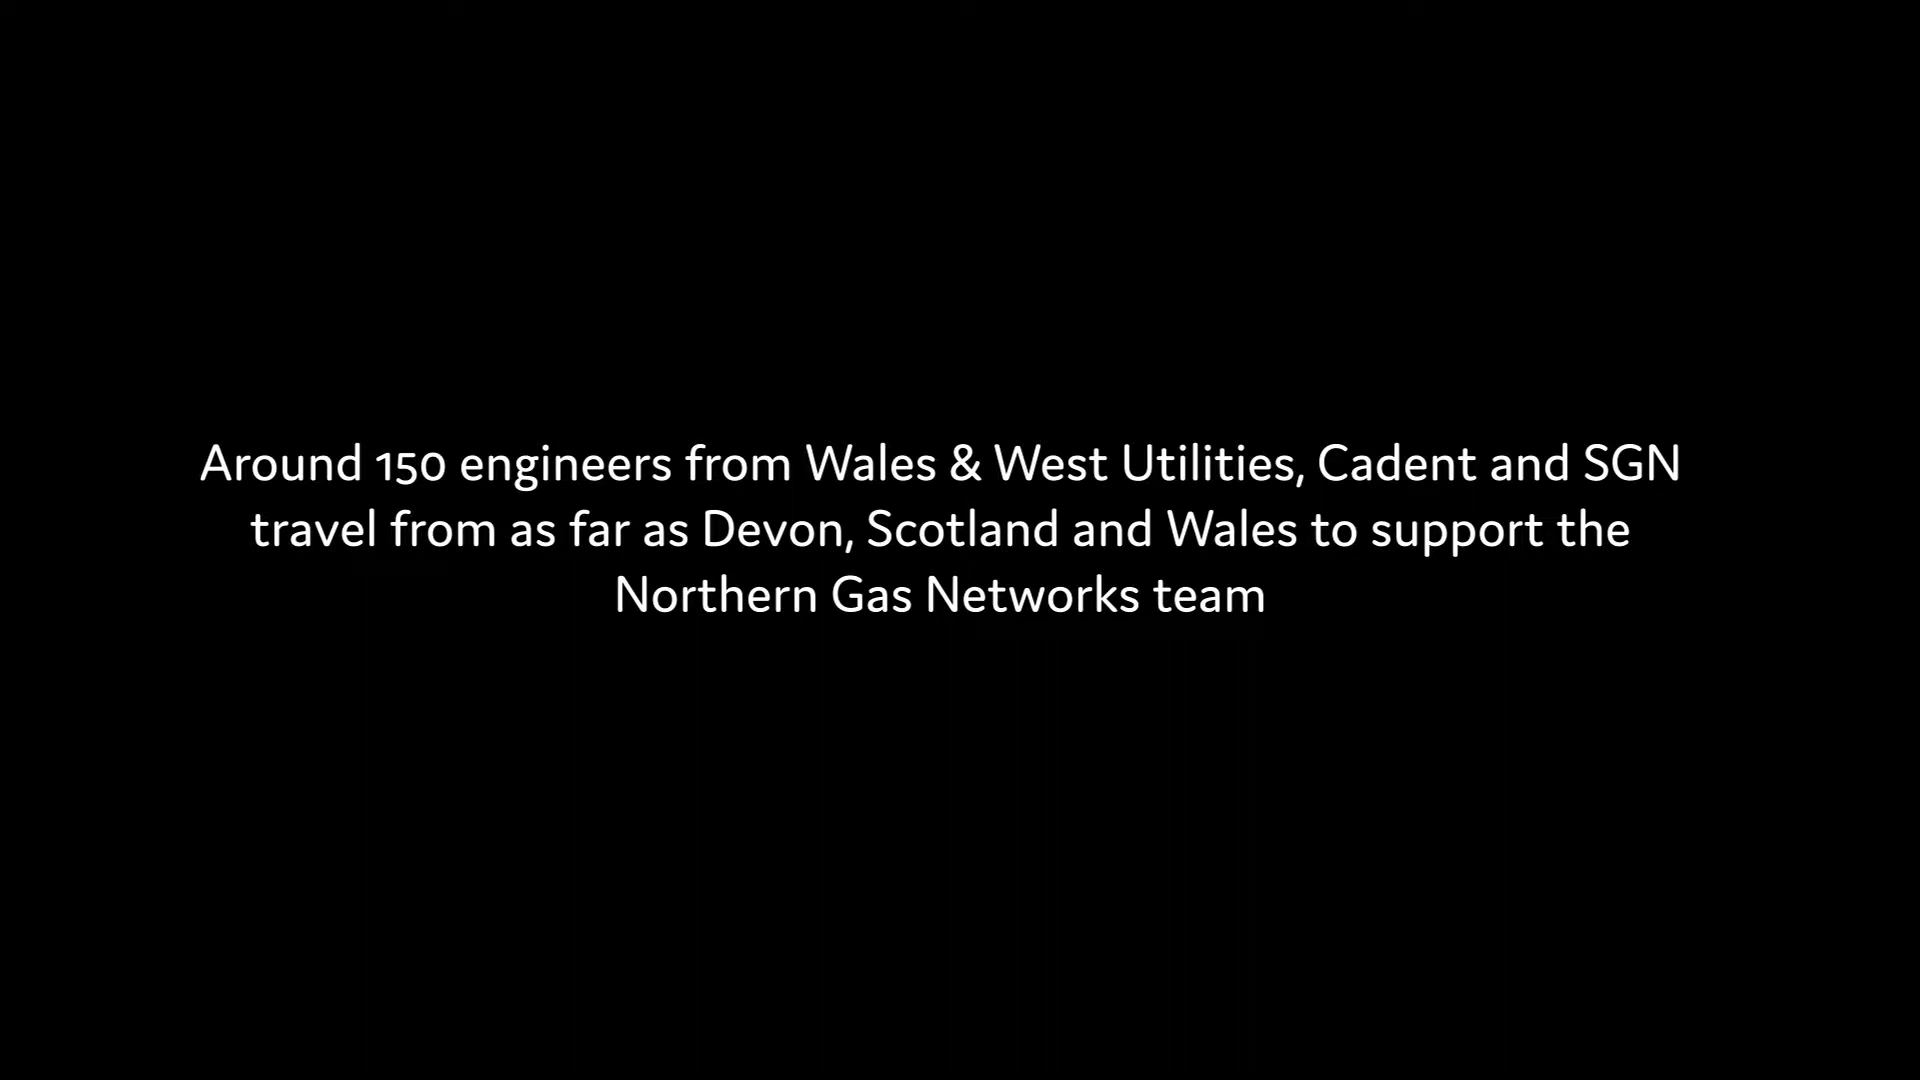 Around 150 engineers from Wales & West Utilities, Cadent and SGN
travel from as far as Devon, Scotland and Wales to support the
Northern Gas Networks team